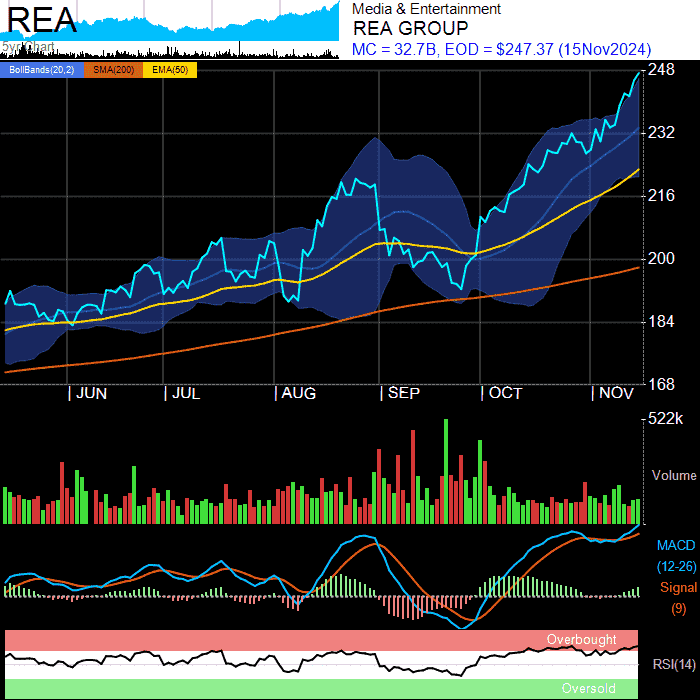 REA
5yr Chart
Media & Entertainment
REA GROUP
MC = 32.7B, EOD = $247.37 (15Nov2024)
BollBands(20,2) SMA(200) EMA(50)
248
232
216
200
184
168
| JUN | JUL | AUG | SEP | OCT | NOV
522k
Volume
MACD
(12-26)
Signal
(9)
Overbought
RSI(14)
Oversold